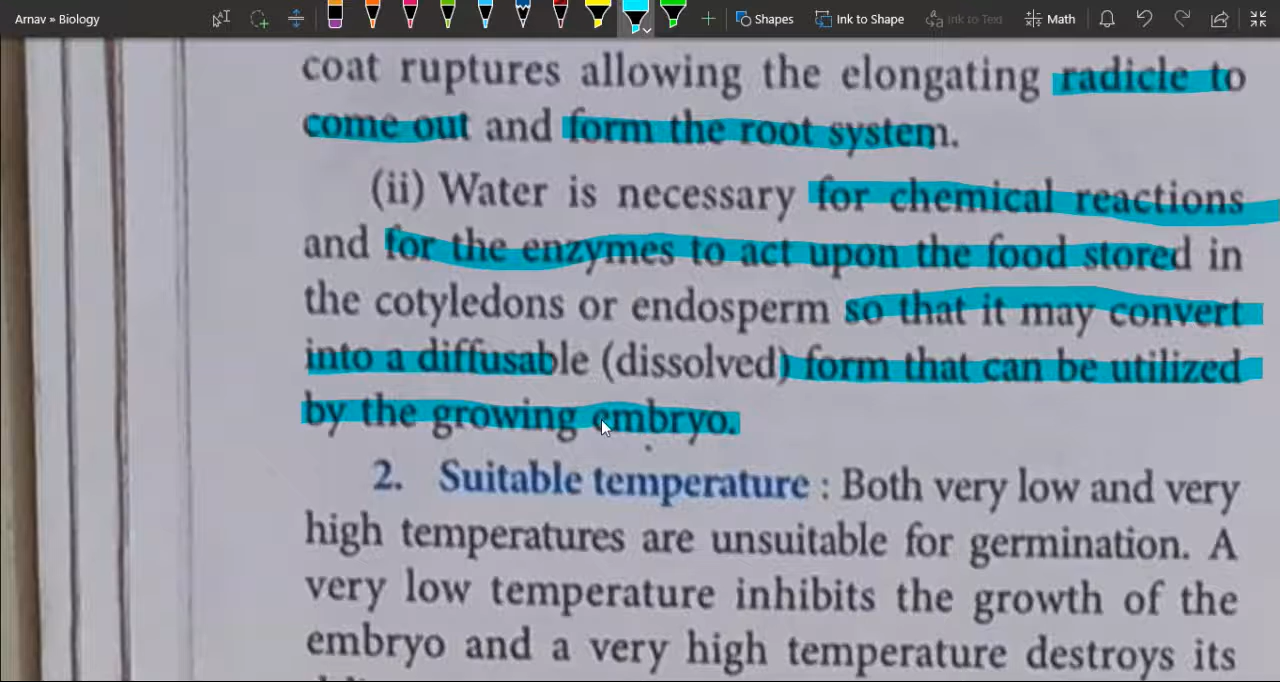 Arnav » Biology
Shapes
Ink to Shape
Ink to Text
Math
coat ruptures allowing the elongating radicle to
come out and form the root system.
(ii) Water is necessary for chemical reactions
and for the enzymes to act upon the food stored in
the cotyledons or endosperm so that it may convert
into a diffusable (dissolved) form that can be utilized
by the growing embryo.
2. Suitable temperature : Both very low and very
high temperatures are unsuitable for germination. A
very low temperature inhibits the growth of the
embryo and a very high temperature destroys its